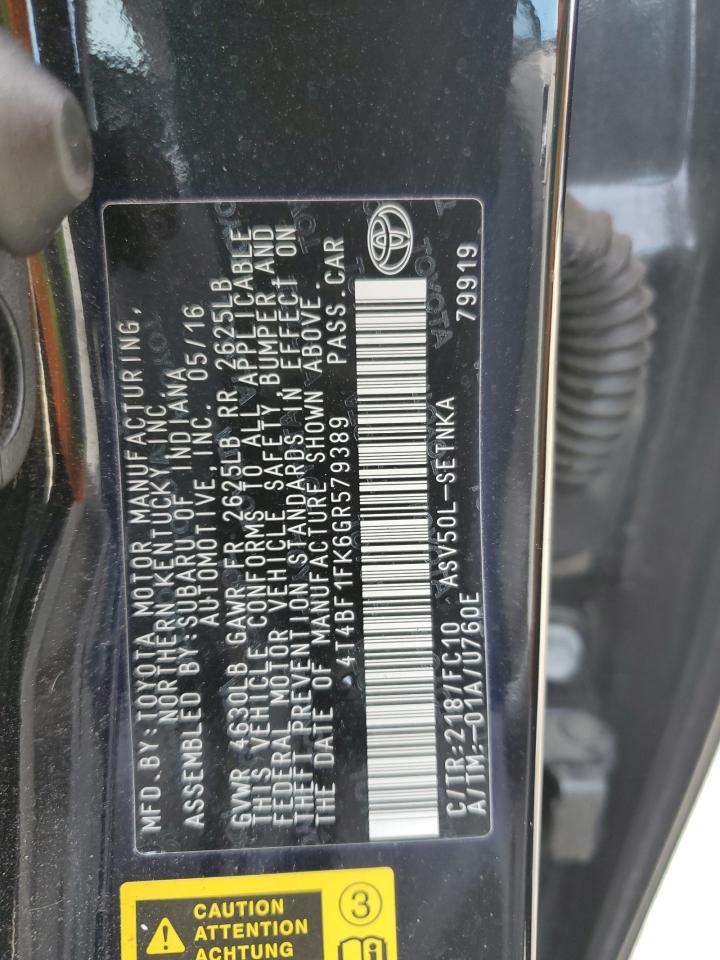 MFD.BY:TOYOTA MOTOR MANUFACTURING,
NORTHERN KENTUCKY, INC.
ASSEMBLED BY:SUBARU OF INDIANA
AUTOMOTIVE, INC. 05/16
GVWR 4630LB GAWR FR 2625LB RR 2625LB
THIS VEHICLE CONFORMS TO ALL APPLICABLE
FEDERAL MOTOR VEHICLE SAFETY, BUMPER AND
THEFT PREVENTION STANDARDS IN EFFECT ON
THE DATE OF MANUFACTURE SHOWN ABOVE.
4T4BF1FK6GR579389 PASS.CAR
C/TR:218/FC10 ASV50L-SETNKA
A/TM:-01A/U760E 79919
TOYOTA
CAUTION
ATTENTION
ACHTUNG
3